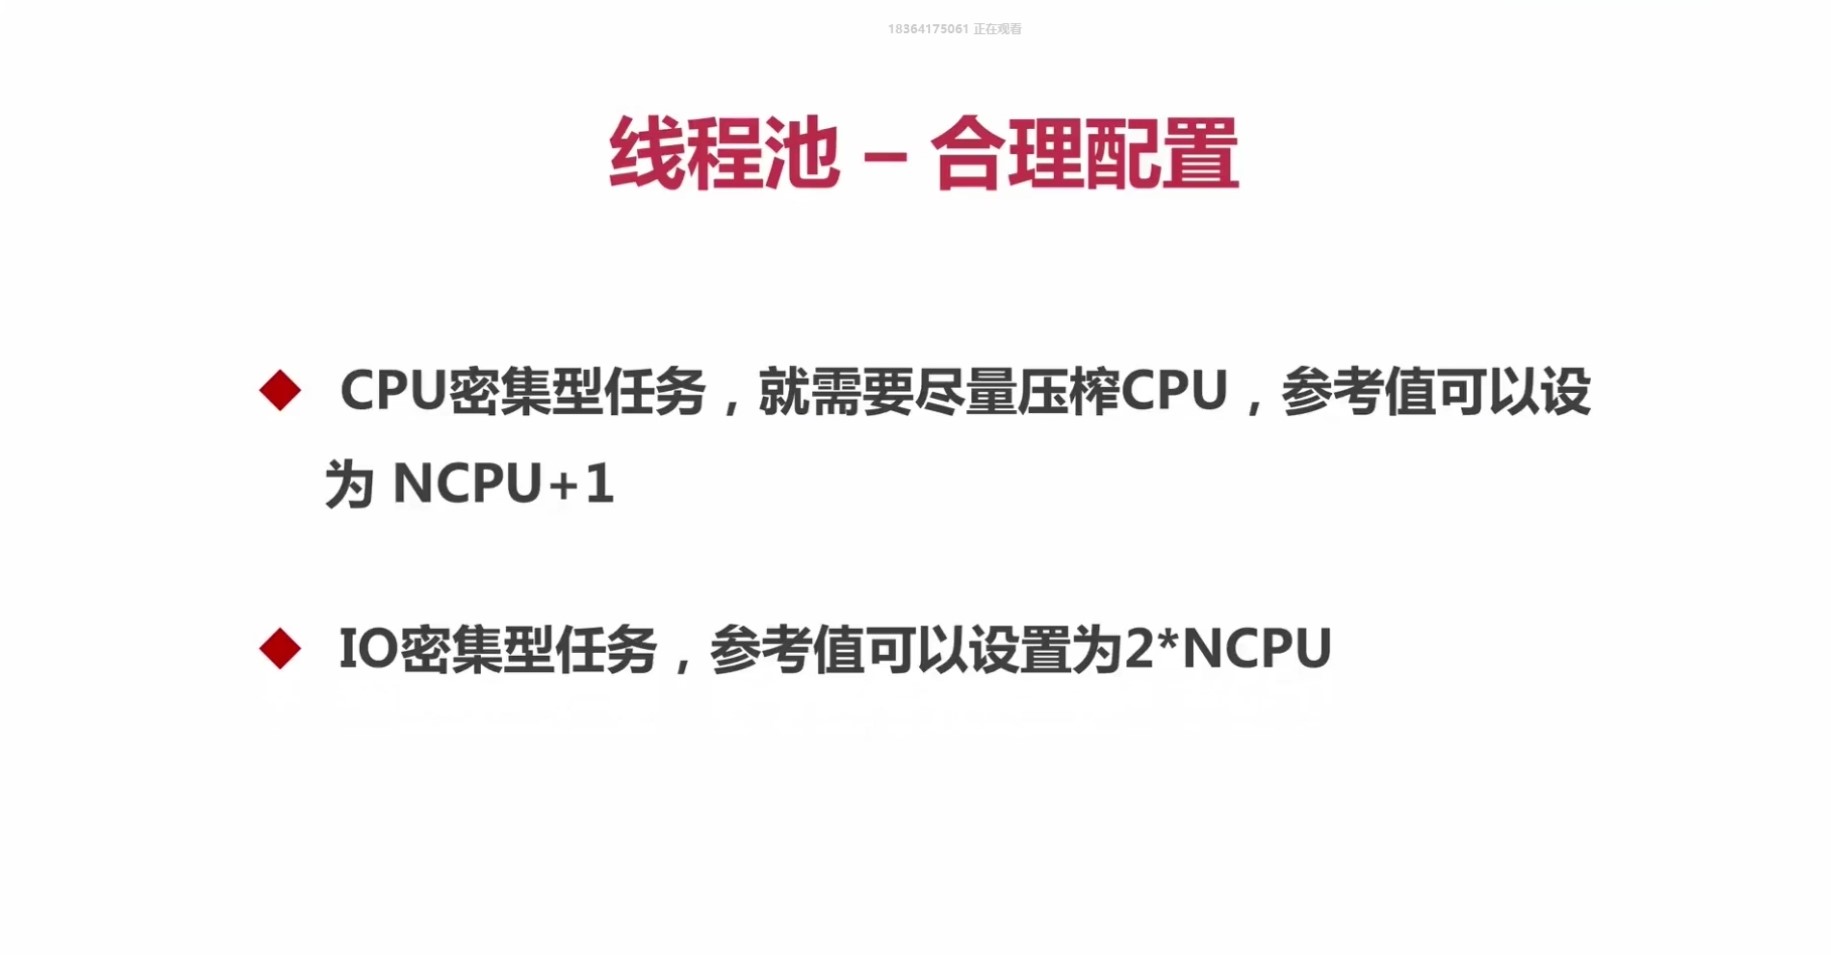 18364175061 正在观看
线程池 – 合理配置
CPU密集型任务，就需要尽量压榨CPU，参考值可以设
为 NCPU+1
IO密集型任务，参考值可以设置为2*NCPU